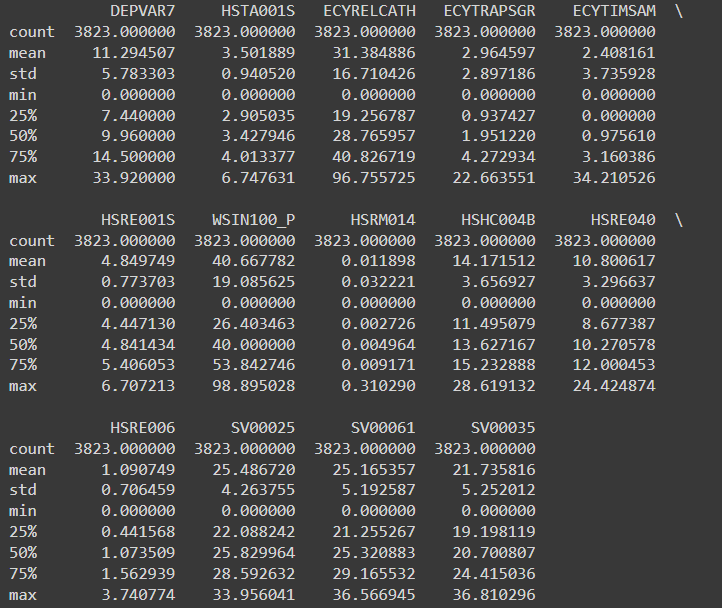 DEPVAR7 HSTA001S ECYRELCATH ECYTRAPSGR ECYTIMSAM \
count 3823.000000 3823.000000 3823.000000 3823.000000 3823.000000
mean 11.294507 3.501889 31.384886 2.964597 2.408161
std 5.783303 0.940520 16.710426 2.897186 3.735928
min 0.000000 0.000000 0.000000 0.000000 0.000000
25% 7.440000 2.905035 19.256787 0.937427 0.000000
50% 9.960000 3.427946 28.765957 1.951220 0.975610
75% 14.500000 4.013377 40.826719 4.272934 3.160386
max 33.920000 6.747631 96.755725 22.663551 34.210526
HSRE001S WSIN100_P HSRM014 HSHC004B HSRE040 \
count 3823.000000 3823.000000 3823.000000 3823.000000 3823.000000
mean 4.849749 40.667782 0.011898 14.171512 10.800617
std 0.773703 19.085625 0.032221 3.656927 3.296637
min 0.000000 0.000000 0.000000 0.000000 0.000000
25% 4.447130 26.403463 0.002726 11.495079 8.677387
50% 4.841434 40.000000 0.004964 13.627167 10.270578
75% 5.406053 53.842746 0.009171 15.232888 12.000453
max 6.707213 98.895028 0.310290 28.619132 24.424874
HSRE006 SV00025 SV00061 SV00035
count 3823.000000 3823.000000 3823.000000 3823.000000
mean 1.090749 25.486720 25.165357 21.735816
std 0.706459 4.263755 5.192587 5.252012
min 0.000000 0.000000 0.000000 0.000000
25% 0.441568 22.088242 21.255267 19.198119
50% 1.073509 25.829964 25.320883 20.700807
75% 1.562939 28.592632 29.165532 24.415036
max 3.740774 33.956041 36.566945 36.810296